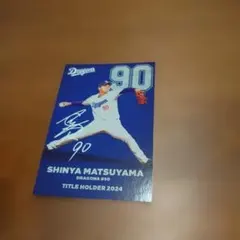 Dragons
90
90
SHINYA MATSUYAMA
DRAGONS #90
TITLE HOLDER 2024